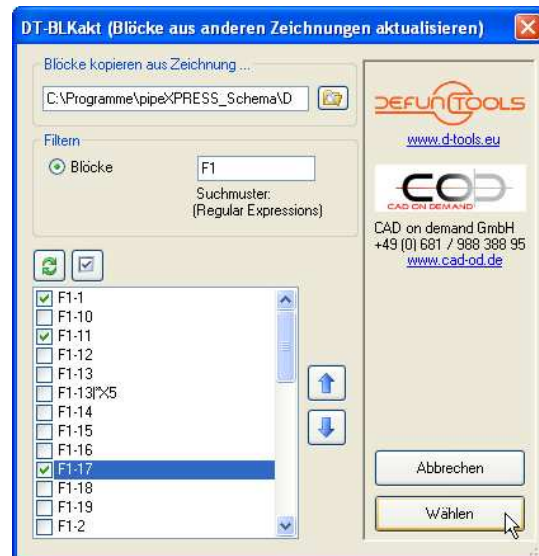 DT-BLKakt (Blöcke aus anderen Zeichnungen aktualisieren)
Blöcke kopieren aus Zeichnung ...
C:\Programme\pipeXPRESS_Schema\D
Filtern
Blöcke
F1
Suchmuster:
(Regular Expressions)
F1-1
F1-10
F1-11
F1-12
F1-13
F1-13|*X5
F1-14
F1-15
F1-16
F1-17
F1-18
F1-19
F1-2
DEFUNTOOLS
www.d-tools.eu
COD
CAD ON DEMAND
CAD on demand GmbH
+49 (0) 681 / 988 388 95
www.cad-od.de
Abbrechen
Wählen